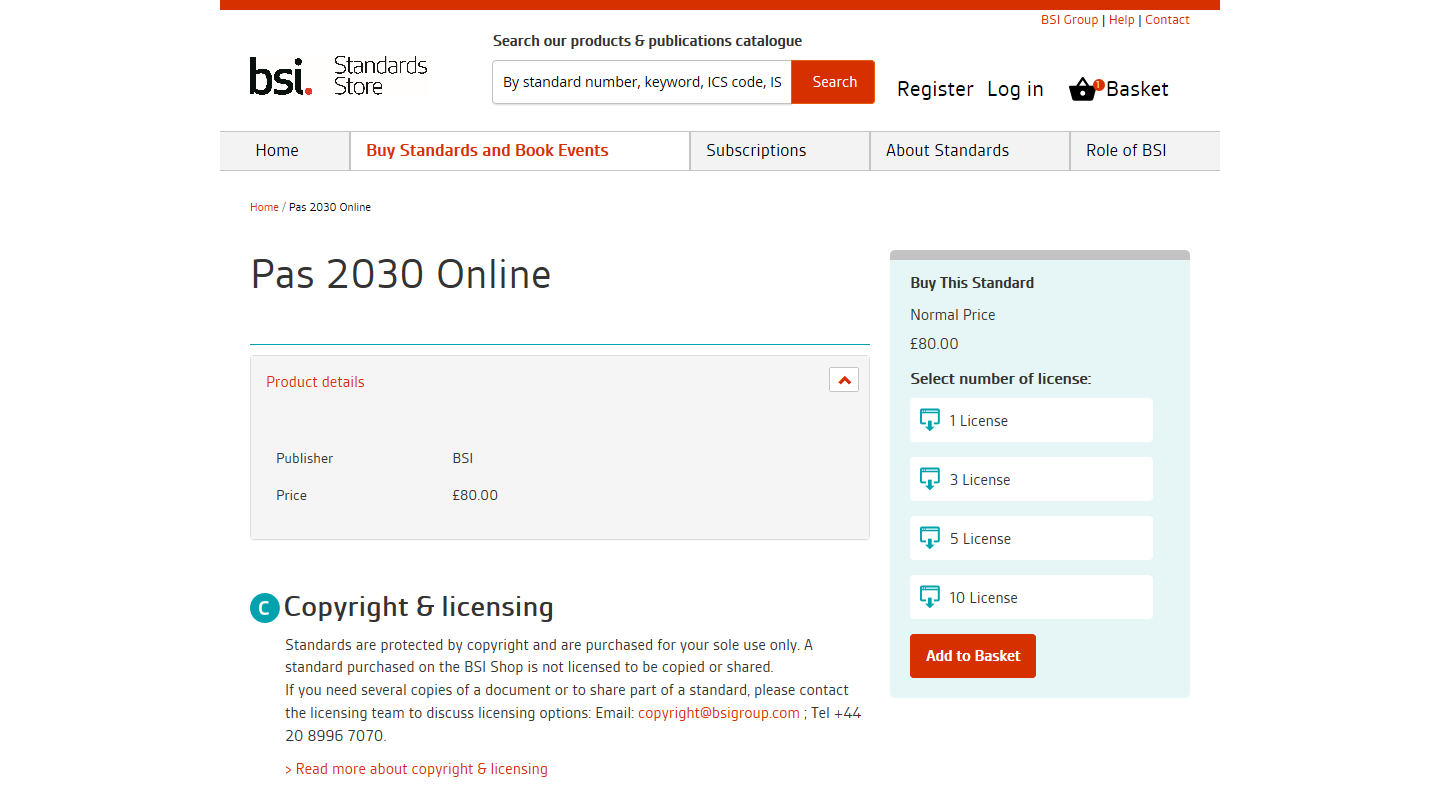 BSI Group | Help | Contact
Search our products & publications catalogue
bsi. Standards Store
By standard number, keyword, ICS code, IS
Search
Register Log in 1 Basket
Home
Buy Standards and Book Events
Subscriptions
About Standards
Role of BSI
Home / Pas 2030 Online
Pas 2030 Online
Product details
Publisher BSI
Price £80.00
C Copyright & licensing
Standards are protected by copyright and are purchased for your sole use only. A
standard purchased on the BSI Shop is not licensed to be copied or shared.
If you need several copies of a document or to share part of a standard, please contact
the licensing team to discuss licensing options: Email: copyright@bsigroup.com ; Tel +44
20 8996 7070.
> Read more about copyright & licensing
Buy This Standard
Normal Price
£80.00
Select number of license:
1 License
3 License
5 License
10 License
Add to Basket